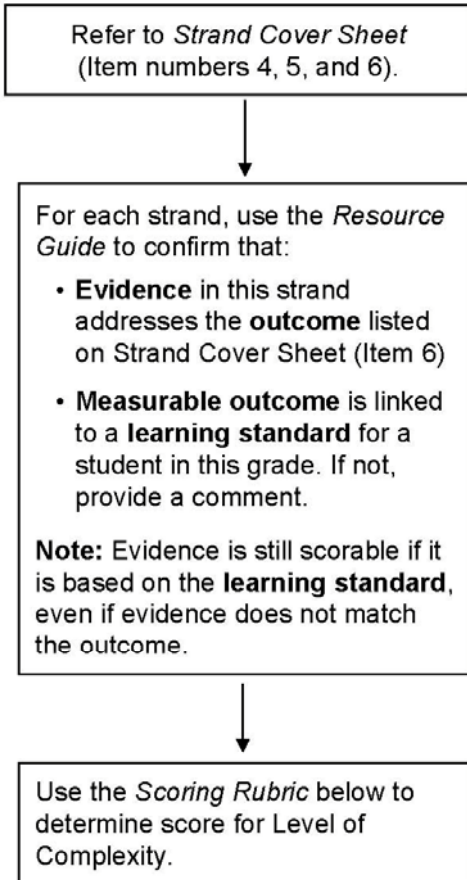 Refer to Strand Cover Sheet
(Item numbers 4, 5, and 6).
For each strand, use the Resource
Guide to confirm that:
• Evidence in this strand
addresses the outcome listed
on Strand Cover Sheet (Item 6)
• Measurable outcome is linked
to a learning standard for a
student in this grade. If not,
provide a comment.
Note: Evidence is still scorable if it
is based on the learning standard,
even if evidence does not match
the outcome.
Use the Scoring Rubric below to
determine score for Level of
Complexity.